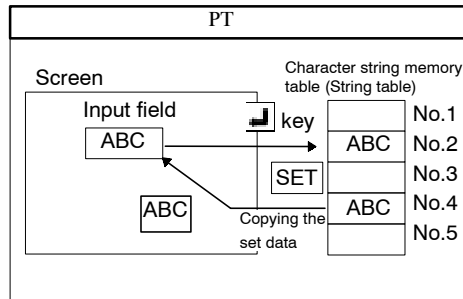 PT
Screen
Character string memory
table (String table)
Input field
key
No.1
ABC
ABC
No.2
SET
No.3
ABC
ABC
No.4
Copying the
set data
No.5